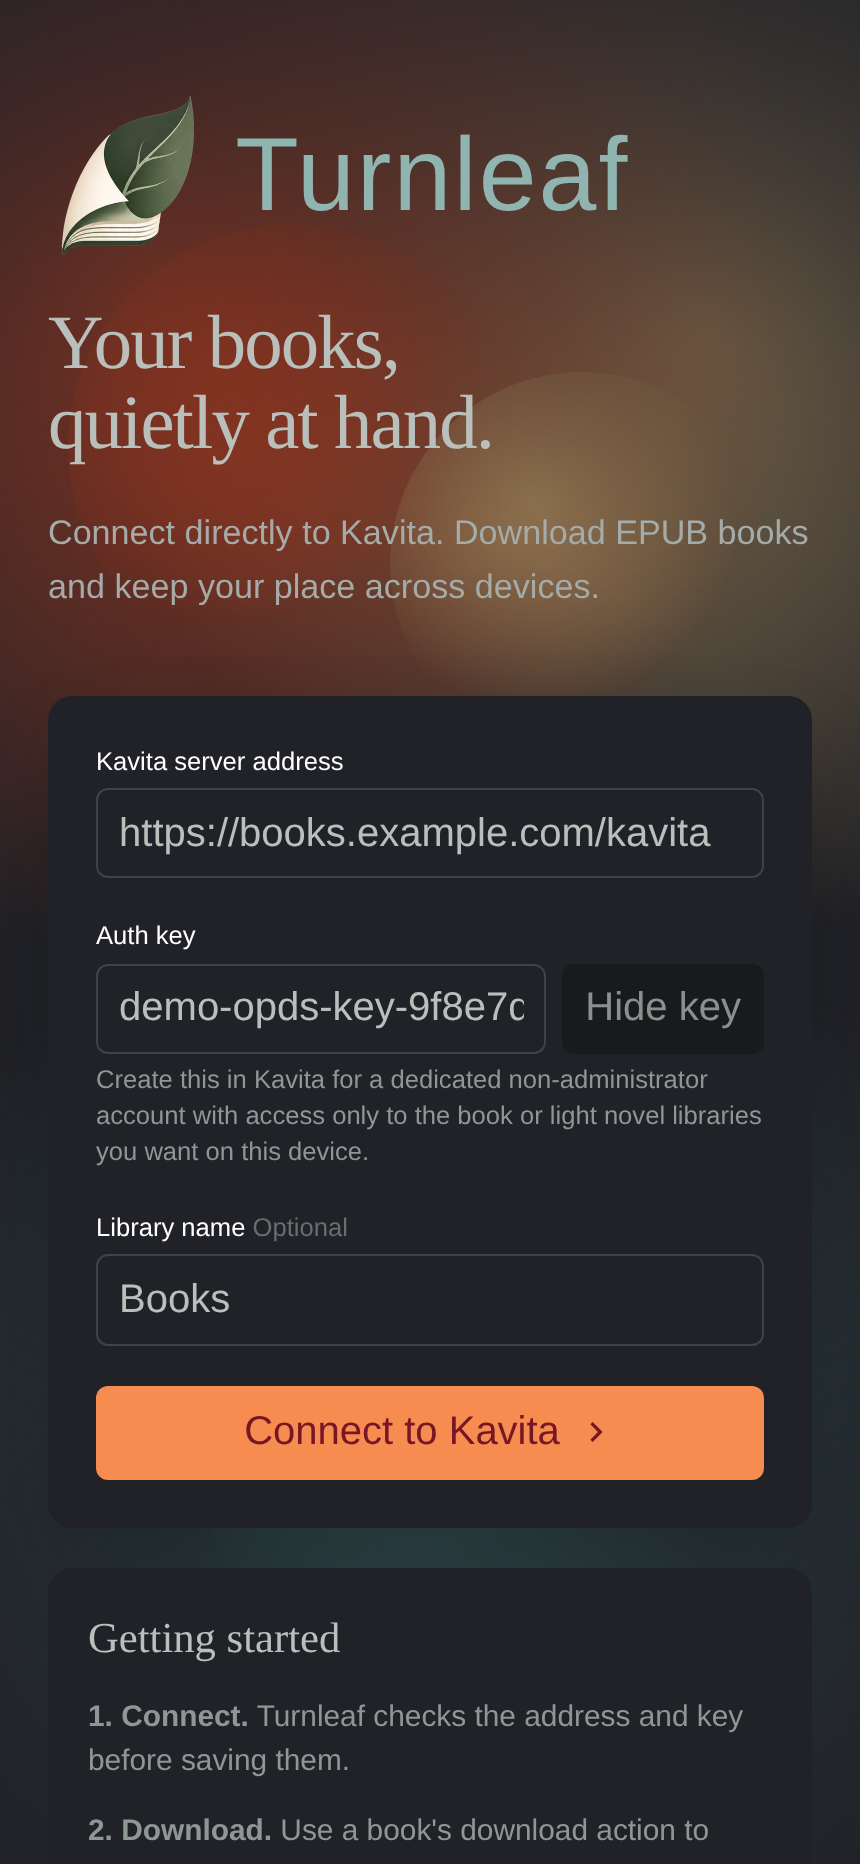 Turnleaf
Your books,
quietly at hand.
Connect directly to Kavita. Download EPUB books
and keep your place across devices.
Kavita server address
https://books.example.com/kavita
Auth key
demo-opds-key-9f8e7c
Hide key
Create this in Kavita for a dedicated non-administrator
account with access only to the book or light novel libraries
you want on this device.
Library name Optional
Books
Connect to Kavita
Getting started
1. Connect. Turnleaf checks the address and key
before saving them.
2. Download. Use a book's download action to